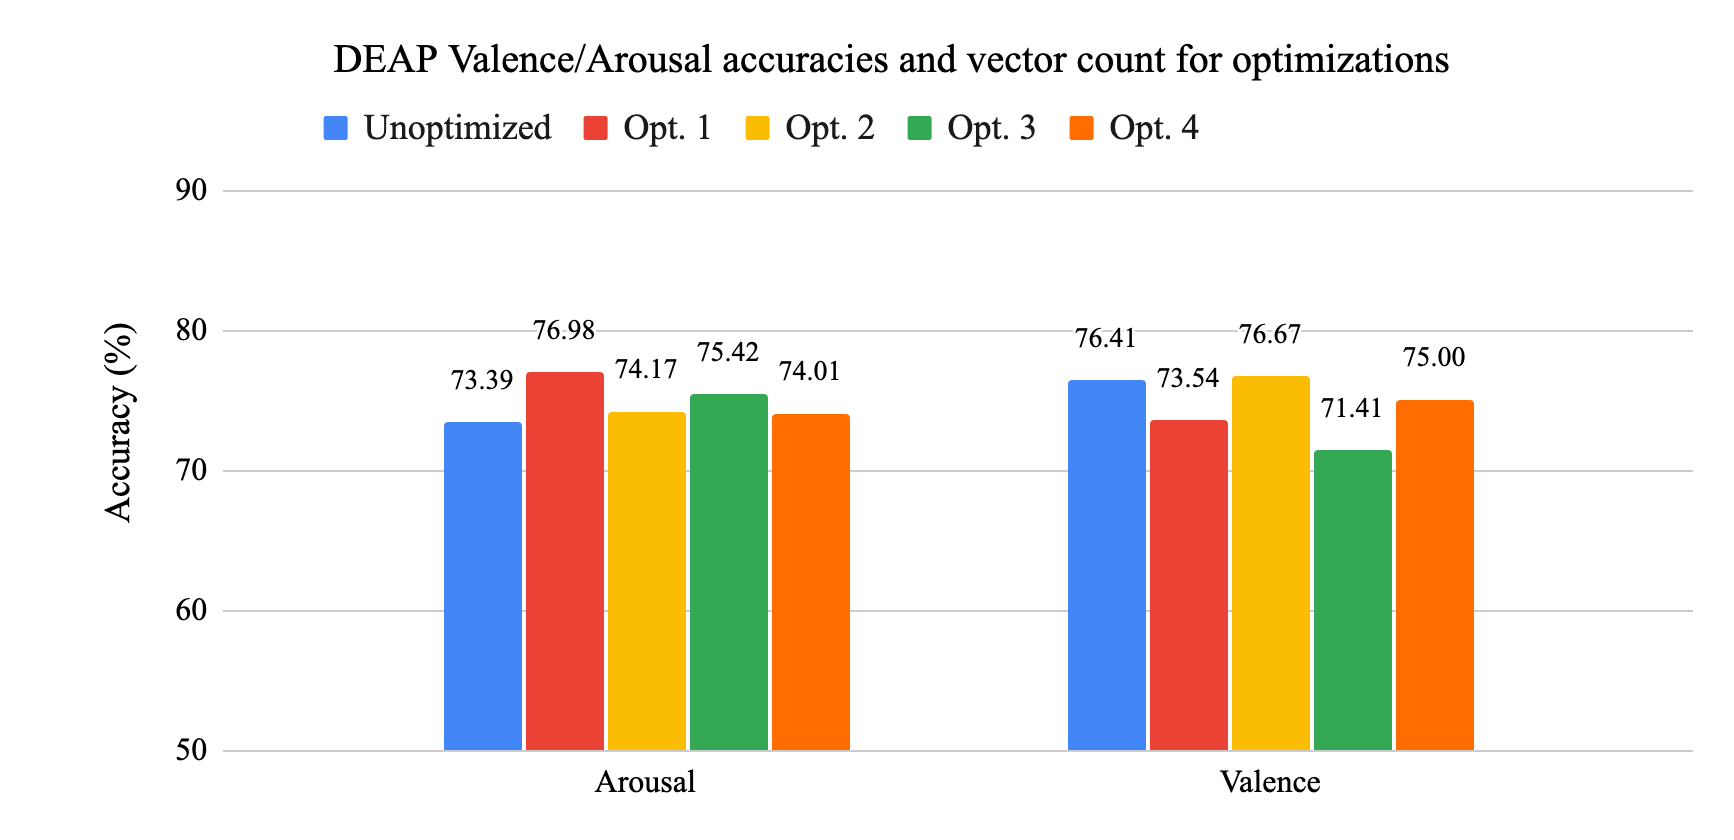 DEAP Valence/Arousal accuracies and vector count for optimizations
Unoptimized Opt. 1 Opt. 2 Opt. 3 Opt. 4
Accuracy (%)
90
80
70
60
50
73.39 76.98 74.17 75.42 74.01
76.41 73.54 76.67 71.41 75.00
Arousal Valence